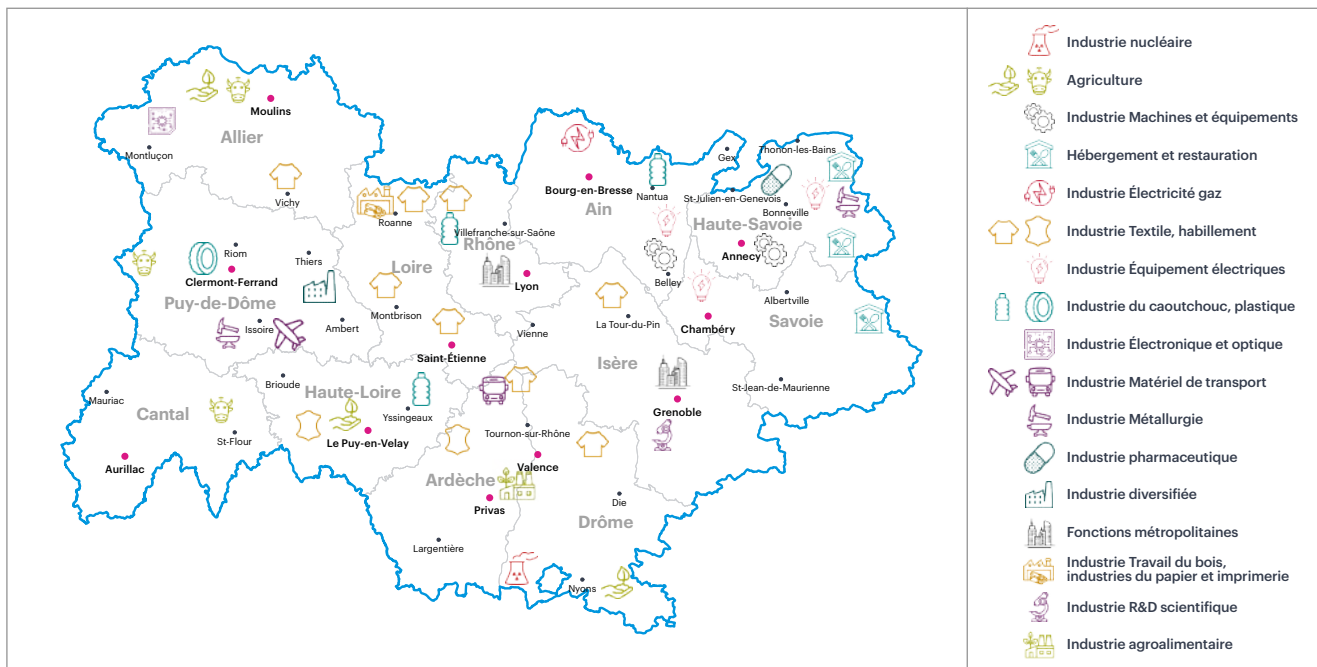 Moulins
Allier
Montluçon
Vichy
Roanne
Bourg-en-Bresse
Ain
Nantua
Gex
Thonon-les-Bains
St-Julien-en-Genevois
Bonneville
Haute-Savoie
Annecy
Villefranche-sur-Saône
Rhône
Lyon
Belley
Albertville
Savoie
Chambéry
Riom
Thiers
Clermont-Ferrand
Puy-de-Dôme
Loire
Montbrison
Issoire
Ambert
Saint-Étienne
Vienne
La Tour-du-Pin
Isère
Grenoble
St-Jean-de-Maurienne
Mauriac
Cantal
Brioude
Haute-Loire
Yssingeaux
St-Flour
Le Puy-en-Velay
Aurillac
Tournon-sur-Rhône
Valence
Ardèche
Privas
Die
Drôme
Largentière
Nyons
Industrie nucléaire
Agriculture
Industrie Machines et équipements
Hébergement et restauration
Industrie Électricité gaz
Industrie Textile, habillement
Industrie Équipement électriques
Industrie du caoutchouc, plastique
Industrie Électronique et optique
Industrie Matériel de transport
Industrie Métallurgie
Industrie pharmaceutique
Industrie diversifiée
Fonctions métropolitaines
Industrie Travail du bois,
industries du papier et imprimerie
Industrie R&D scientifique
Industrie agroalimentaire